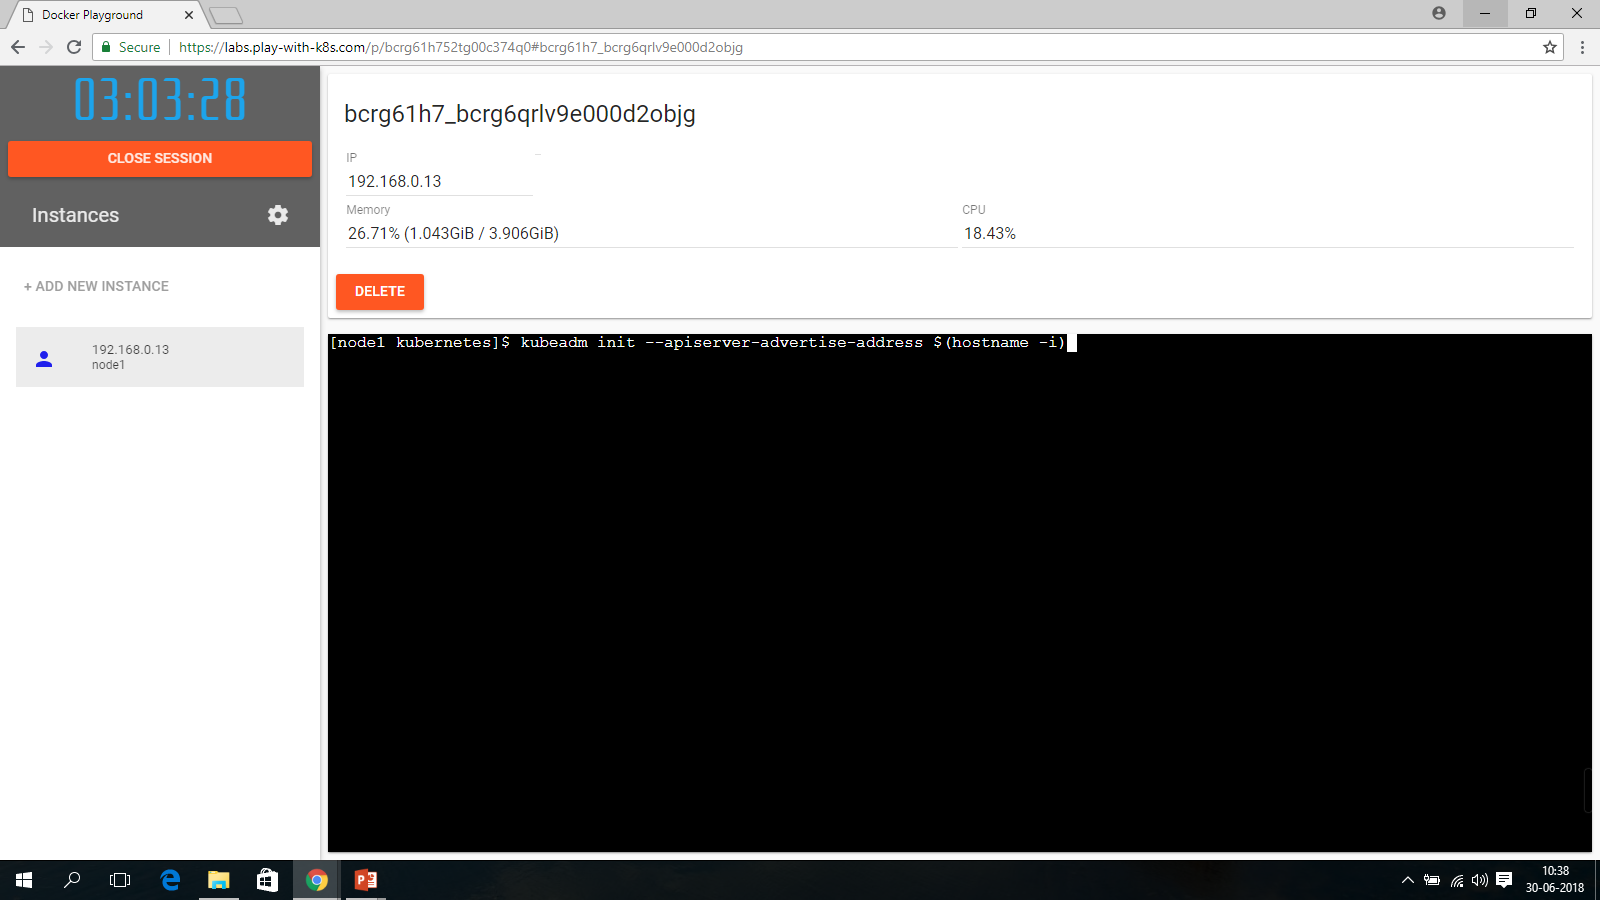 Docker Playground
Secure
https://labs.play-with-k8s.com/p/bcrg61h752tg00c374q0#bcrg61h7_bcrg6qrlv9e000d2objg
03:03:28
CLOSE SESSION
Instances
+ ADD NEW INSTANCE
192.168.0.13
node1
bcrg61h7_bcrg6qrlv9e000d2objg
IP
192.168.0.13
Memory
26.71% (1.043GiB / 3.906GiB)
CPU
18.43%
DELETE
[node1 kubernetes]$ kubeadm init --apiserver-advertise-address $(hostname -i)
10:38
30-06-2018